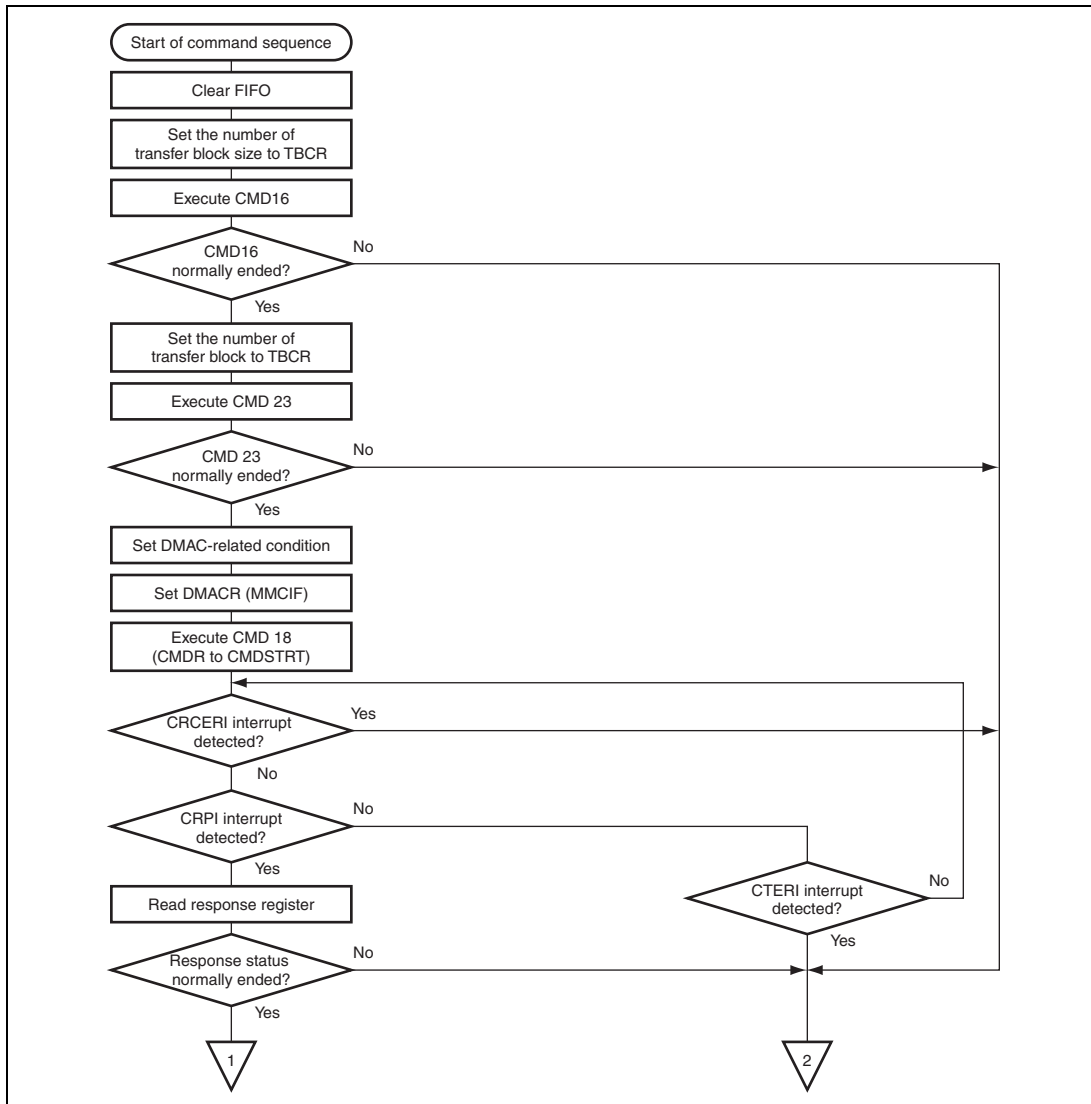 Start of command sequence
Clear FIFO
Set the number of
transfer block size to TBCR
Execute CMD16
CMD16
normally ended?
No
Yes
Set the number of
transfer block to TBCR
Execute CMD 23
CMD 23
normally ended?
No
Yes
Set DMAC-related condition
Set DMACR (MMCIF)
Execute CMD 18
(CMDR to CMDSTRT)
CRCERI interrupt
detected?
Yes
No
CRPI interrupt
detected?
No
Yes
CTERI interrupt
detected?
No
Yes
Read response register
Response status
normally ended?
No
Yes
1
2